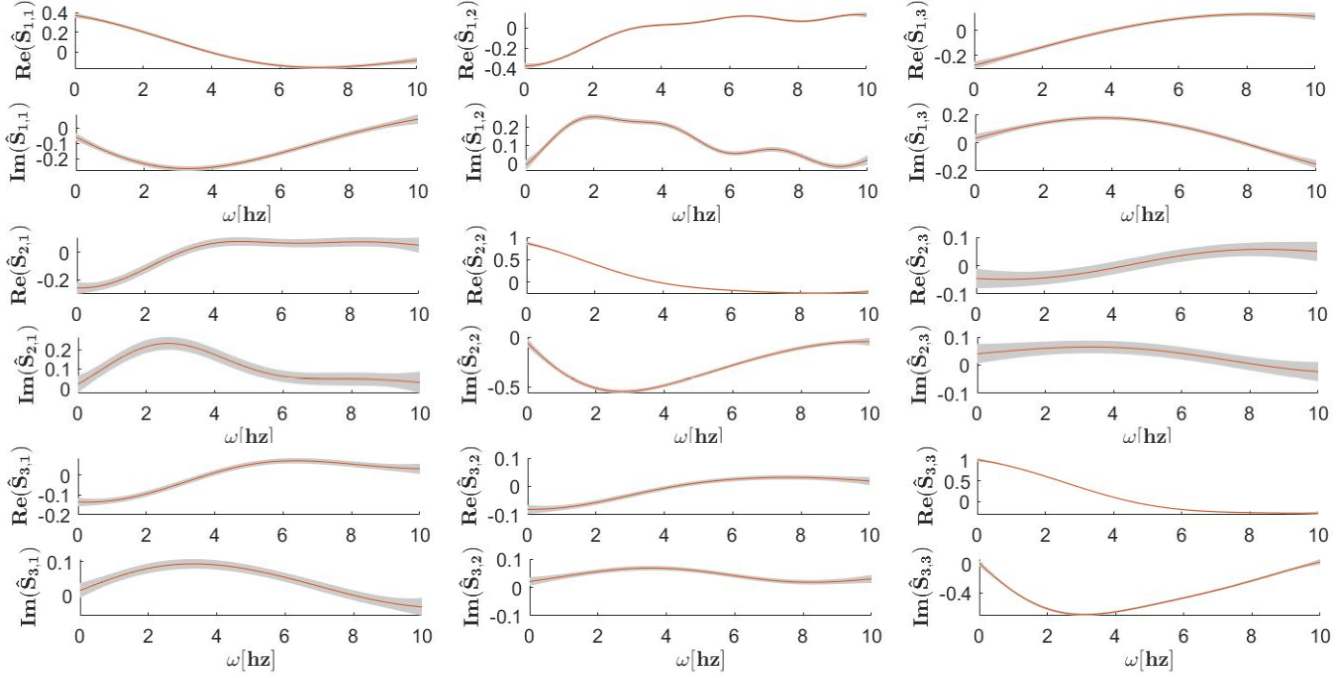 Re(Ŝ1,1) 0.4 0.2 0 0 2 4 6 8 10
Re(Ŝ1,2) 0 -0.2 -0.4 0 2 4 6 8 10
Re(Ŝ1,3) 0 -0.2 0 2 4 6 8 10
Im(Ŝ1,1) 0 -0.1 -0.2 0 2 4 6 8 10
ω[hz]
Im(Ŝ1,2) 0.2 0.1 0 0 2 4 6 8 10
ω[hz]
Im(Ŝ1,3) 0.2 0 -0.2 0 2 4 6 8 10
ω[hz]
Re(Ŝ2,1) 0 -0.2 0 2 4 6 8 10
Re(Ŝ2,2) 1 0.5 0 0 2 4 6 8 10
Re(Ŝ2,3) 0.1 0 -0.1 0 2 4 6 8 10
Im(Ŝ2,1) 0.2 0.1 0 0 2 4 6 8 10
ω[hz]
Im(Ŝ2,2) 0 -0.5 0 2 4 6 8 10
ω[hz]
Im(Ŝ2,3) 0.1 0 -0.1 0 2 4 6 8 10
ω[hz]
Re(Ŝ3,1) 0 -0.1 -0.2 0 2 4 6 8 10
Re(Ŝ3,2) 0.1 0 -0.1 0 2 4 6 8 10
Re(Ŝ3,3) 1 0.5 0 0 2 4 6 8 10
Im(Ŝ3,1) 0.1 0 0 2 4 6 8 10
ω[hz]
Im(Ŝ3,2) 0.1 0 -0.1 0 2 4 6 8 10
ω[hz]
Im(Ŝ3,3) 0 -0.4 0 2 4 6 8 10
ω[hz]